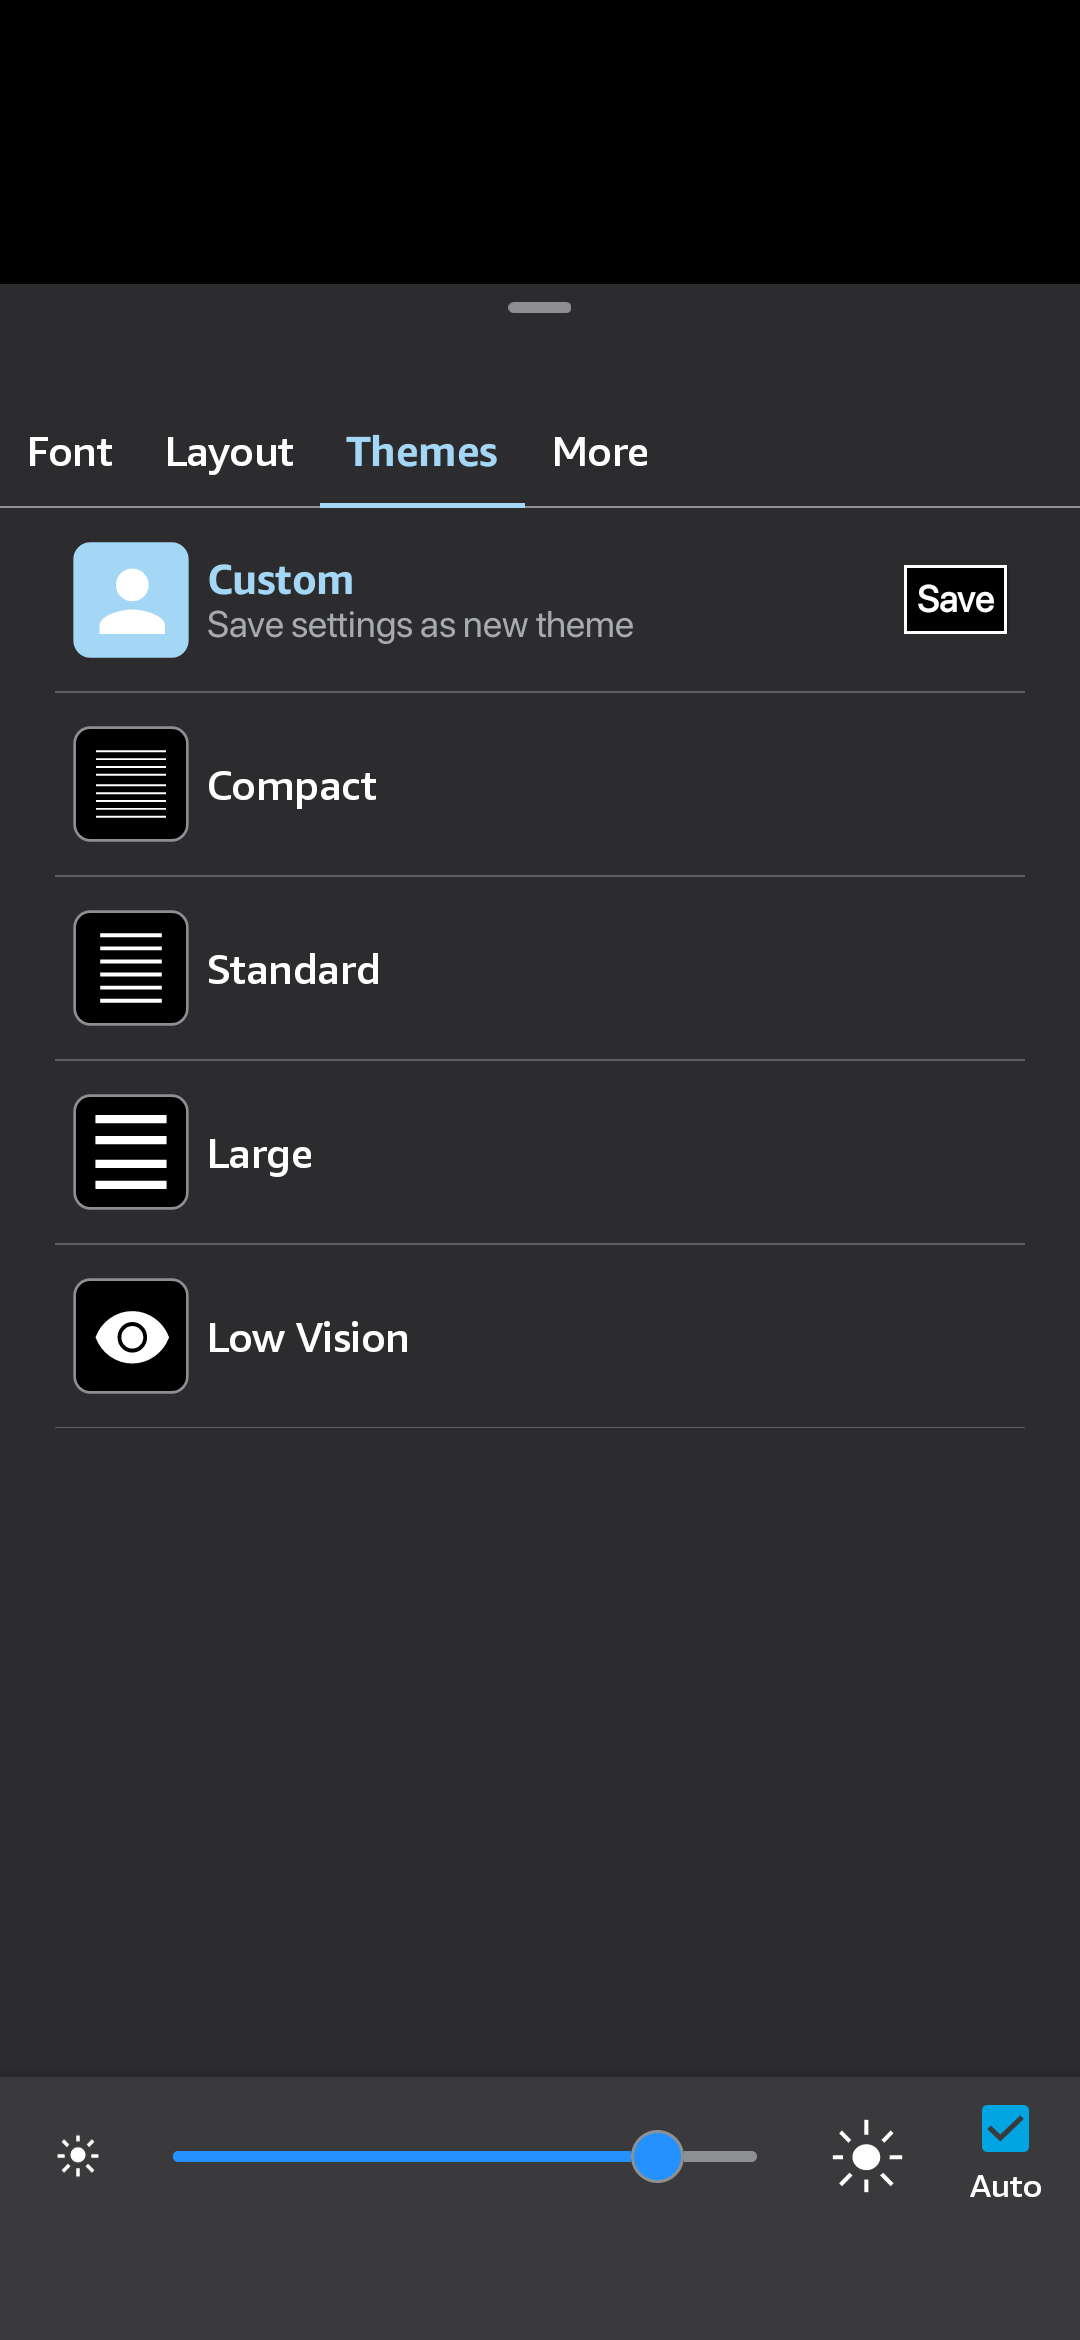 Font Layout Themes More
Custom
Save settings as new theme
Save
Compact
Standard
Large
Low Vision
Auto